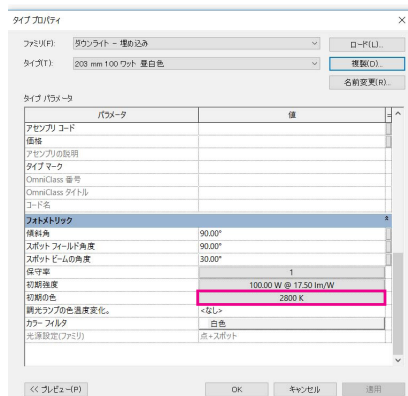 タイプ プロパティ
ファミリ(F): ダウンライト - 埋め込み ロード(L)...
タイプ(T): 203 mm 100 ワット 昼白色 複製(D)...
名前変更(R)...
タイプ パラメータ
パラメータ 値 =
アセンブリ コード
価格
アセンブリの説明
タイプ マーク
OmniClass 番号
OmniClass タイトル
コード名
フォトメトリック
傾斜角 90.00°
スポット フィールド角度 90.00°
スポット ビームの角度 30.00°
保守率 1
初期強度 100.00 W @ 17.50 lm/W
初期の色 2800 K
調光ランプの色温度変化。 <なし>
カラー フィルタ 白色
光源設定(ファミリ) 点+スポット
<< プレビュー(P) OK キャンセル 適用